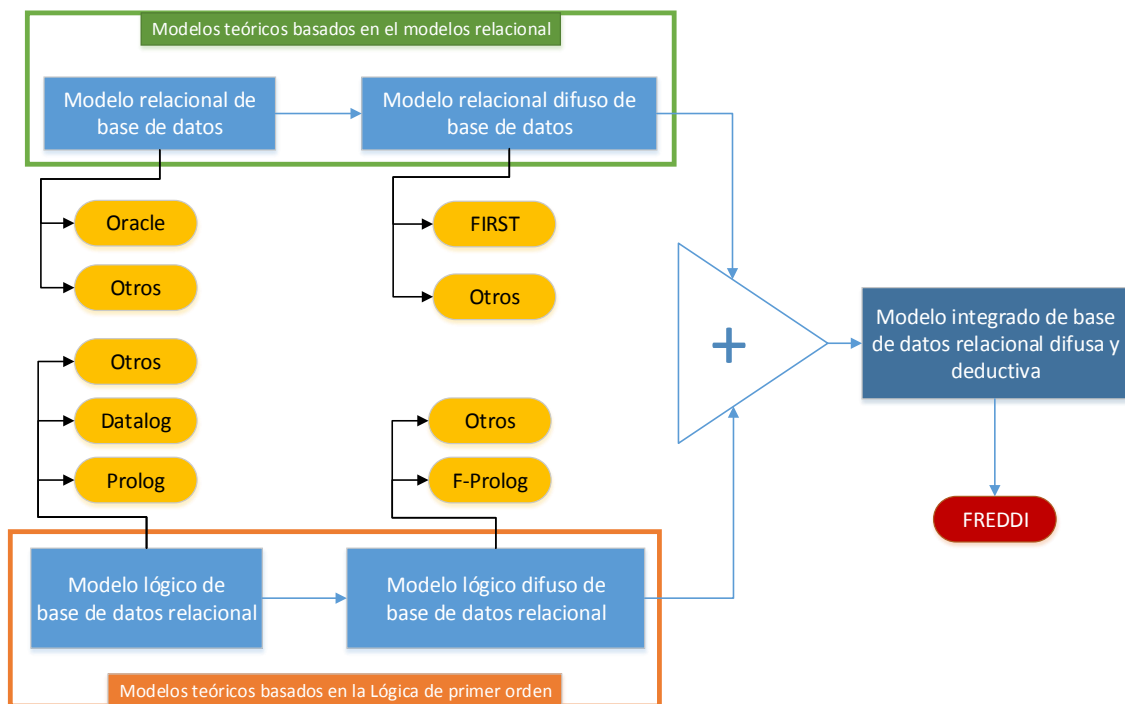 Modelos teóricos basados en el modelos relacional
Modelo relacional de
base de datos
Modelo relacional difuso de
base de datos
Oracle
FIRST
Otros
Otros
Modelo integrado de base
de datos relacional difusa y
deductiva
+
Otros
Datalog
Otros
Prolog
F-Prolog
FREDDI
Modelo lógico de
base de datos relacional
Modelo lógico difuso de
base de datos relacional
Modelos teóricos basados en la Lógica de primer orden